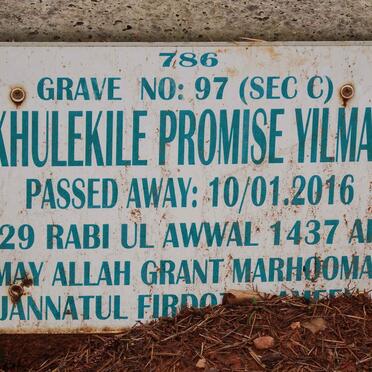 786
GRAVE NO: 97 (SEC C)
KHULEKILE PROMISE YILMA
PASSED AWAY: 10/01.2016
29 RABI UL AWWAL 1437 A
MAY ALLAH GRANT MARHOOMA
JANNATUL